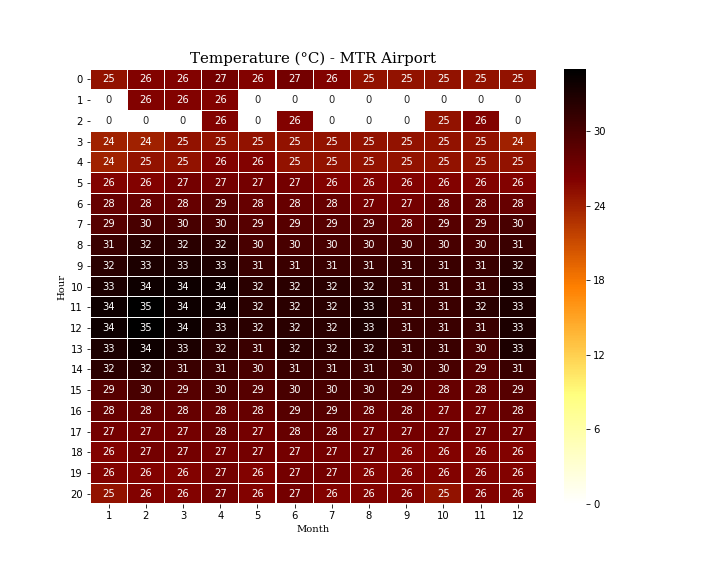 Temperature (°C) - MTR Airport
0 25 26 26 27 26 27 26 25 25 25 25 25
1 0 26 26 26 0 0 0 0 0 0 0 0
2 0 0 0 26 0 26 0 0 0 25 26 0
3 24 24 25 25 25 25 25 25 25 25 25 24
4 24 25 25 26 26 25 25 25 25 25 25 25
5 26 26 27 27 27 27 26 26 26 26 26 26
6 28 28 28 29 28 28 28 27 27 28 28 28
7 29 30 30 30 29 29 29 29 28 29 29 30
8 31 32 32 32 30 30 30 30 30 30 30 31
9 32 33 33 33 31 31 31 31 31 31 31 32
10 33 34 34 34 32 32 32 32 31 31 31 33
11 34 35 34 34 32 32 32 33 31 31 32 33
12 34 35 34 33 32 32 32 33 31 31 31 33
13 33 34 33 32 31 32 32 32 31 31 30 33
14 32 32 31 31 30 31 31 31 30 30 29 31
15 29 30 29 30 29 30 30 30 29 28 28 29
16 28 28 28 28 28 29 29 28 28 27 27 28
17 27 27 27 28 27 28 28 27 27 27 27 27
18 26 27 27 27 27 27 27 27 26 26 26 26
19 26 26 26 27 26 27 27 26 26 26 26 26
20 25 26 26 27 26 27 26 26 26 25 26 26
1 2 3 4 5 6 7 8 9 10 11 12
Month
Hour
30
24
18
12
6
0